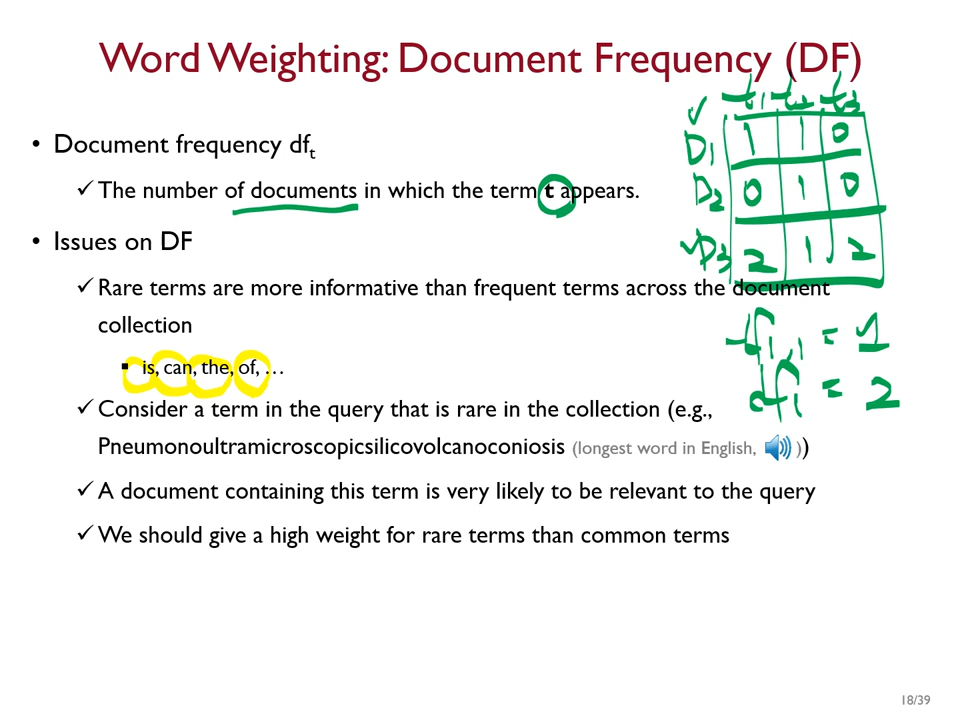 Word Weighting: Document Frequency (DF)
t1 t2 t3
D1 1 1 0
D2 0 1 0
D3 2 1 2
tf1,1 = 1
df1 = 2
• Document frequency dft
✓ The number of documents in which the term t appears.
• Issues on DF
✓ Rare terms are more informative than frequent terms across the document
collection
▪ is, can, the, of, …
✓ Consider a term in the query that is rare in the collection (e.g.,
Pneumonoultramicroscopicsilicovolcanoconiosis (longest word in English, ))
✓ A document containing this term is very likely to be relevant to the query
✓ We should give a high weight for rare terms than common terms
18/39